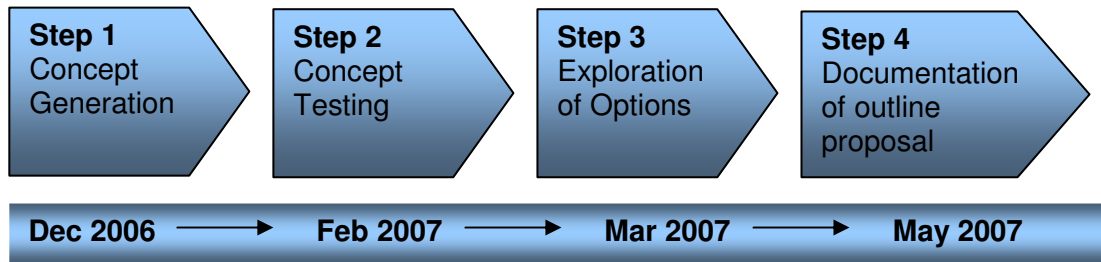 Step 1
Concept
Generation
Step 2
Concept
Testing
Step 3
Exploration
of Options
Step 4
Documentation
of outline
proposal
Dec 2006
Feb 2007
Mar 2007
May 2007